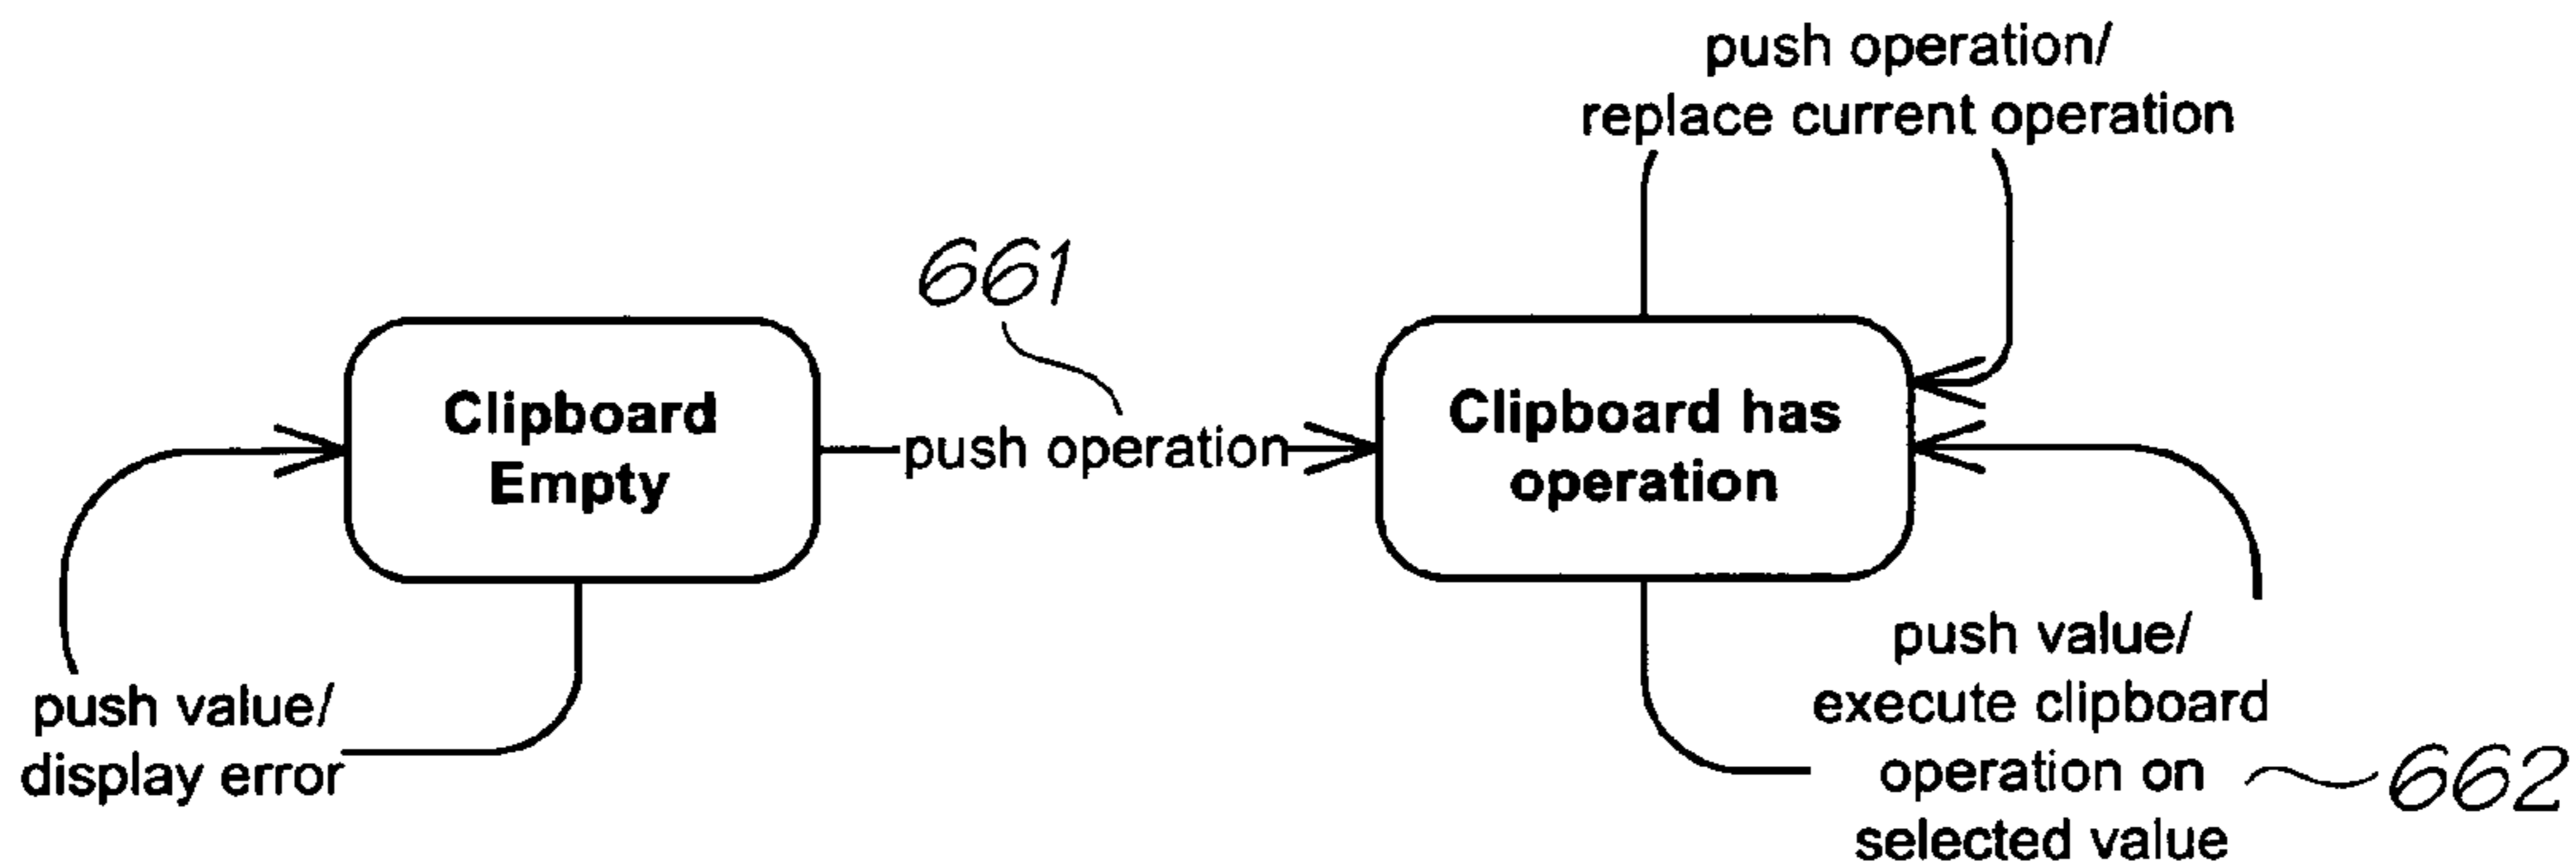 push operation/
replace current operation
661
Clipboard
Empty
push operation
Clipboard has
operation
push value/
display error
push value/
execute clipboard
operation on
selected value
662